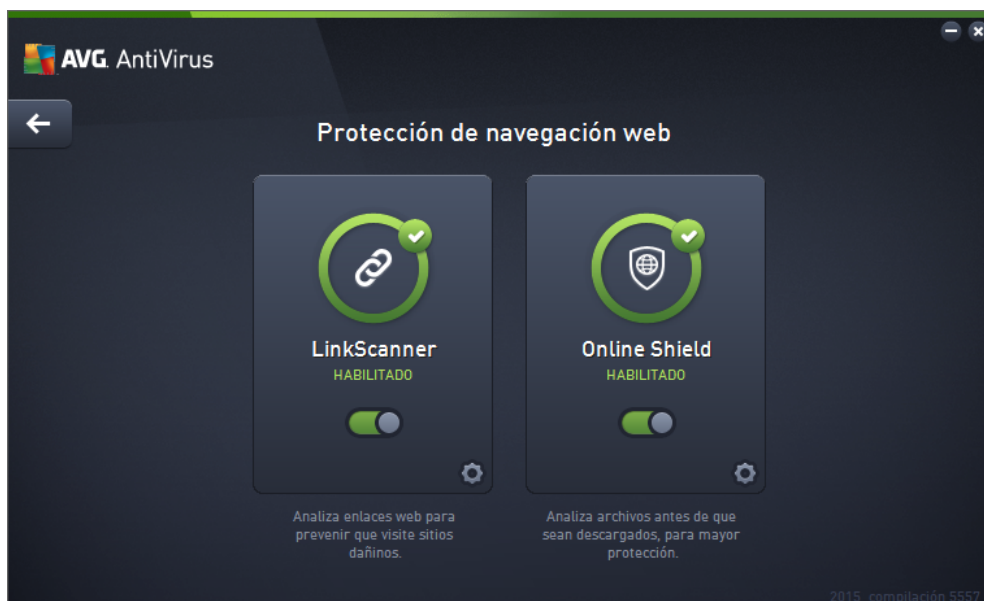 AVG. AntiVirus
Protección de navegación web
LinkScanner
HABILITADO
Analiza enlaces web para
prevenir que visite sitios
dañinos.
Online Shield
HABILITADO
Analiza archivos antes de que
sean descargados, para mayor
protección.
2015 compilación 5557